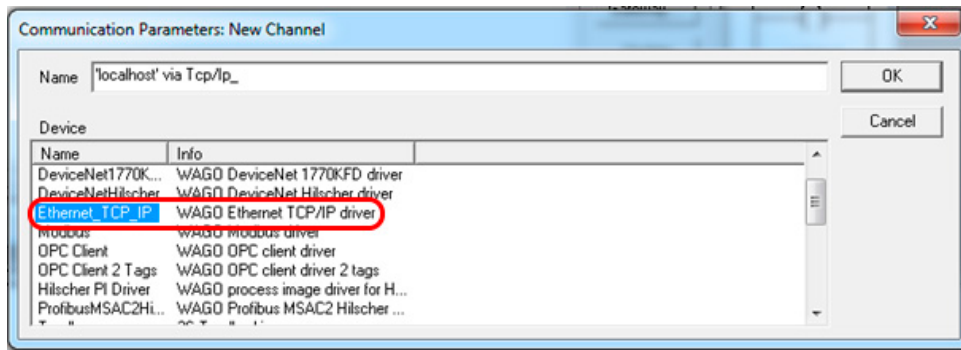 Communication Parameters: New Channel
Name 'localhost' via Tcp/Ip_ OK
Cancel
Device
Name Info
DeviceNet1770K... WAGO DeviceNet 1770KFD driver
DeviceNetHilscher WAGO DeviceNet Hilscher driver
Ethernet_TCP_IP WAGO Ethernet TCP/IP driver
Modbus WAGO Modbus driver
OPC Client WAGO OPC client driver
OPC Client 2 Tags WAGO OPC client driver 2 tags
Hilscher PI Driver WAGO process image driver for H...
ProfibusMSAC2Hi... WAGO Profibus MSAC2 Hilscher ...